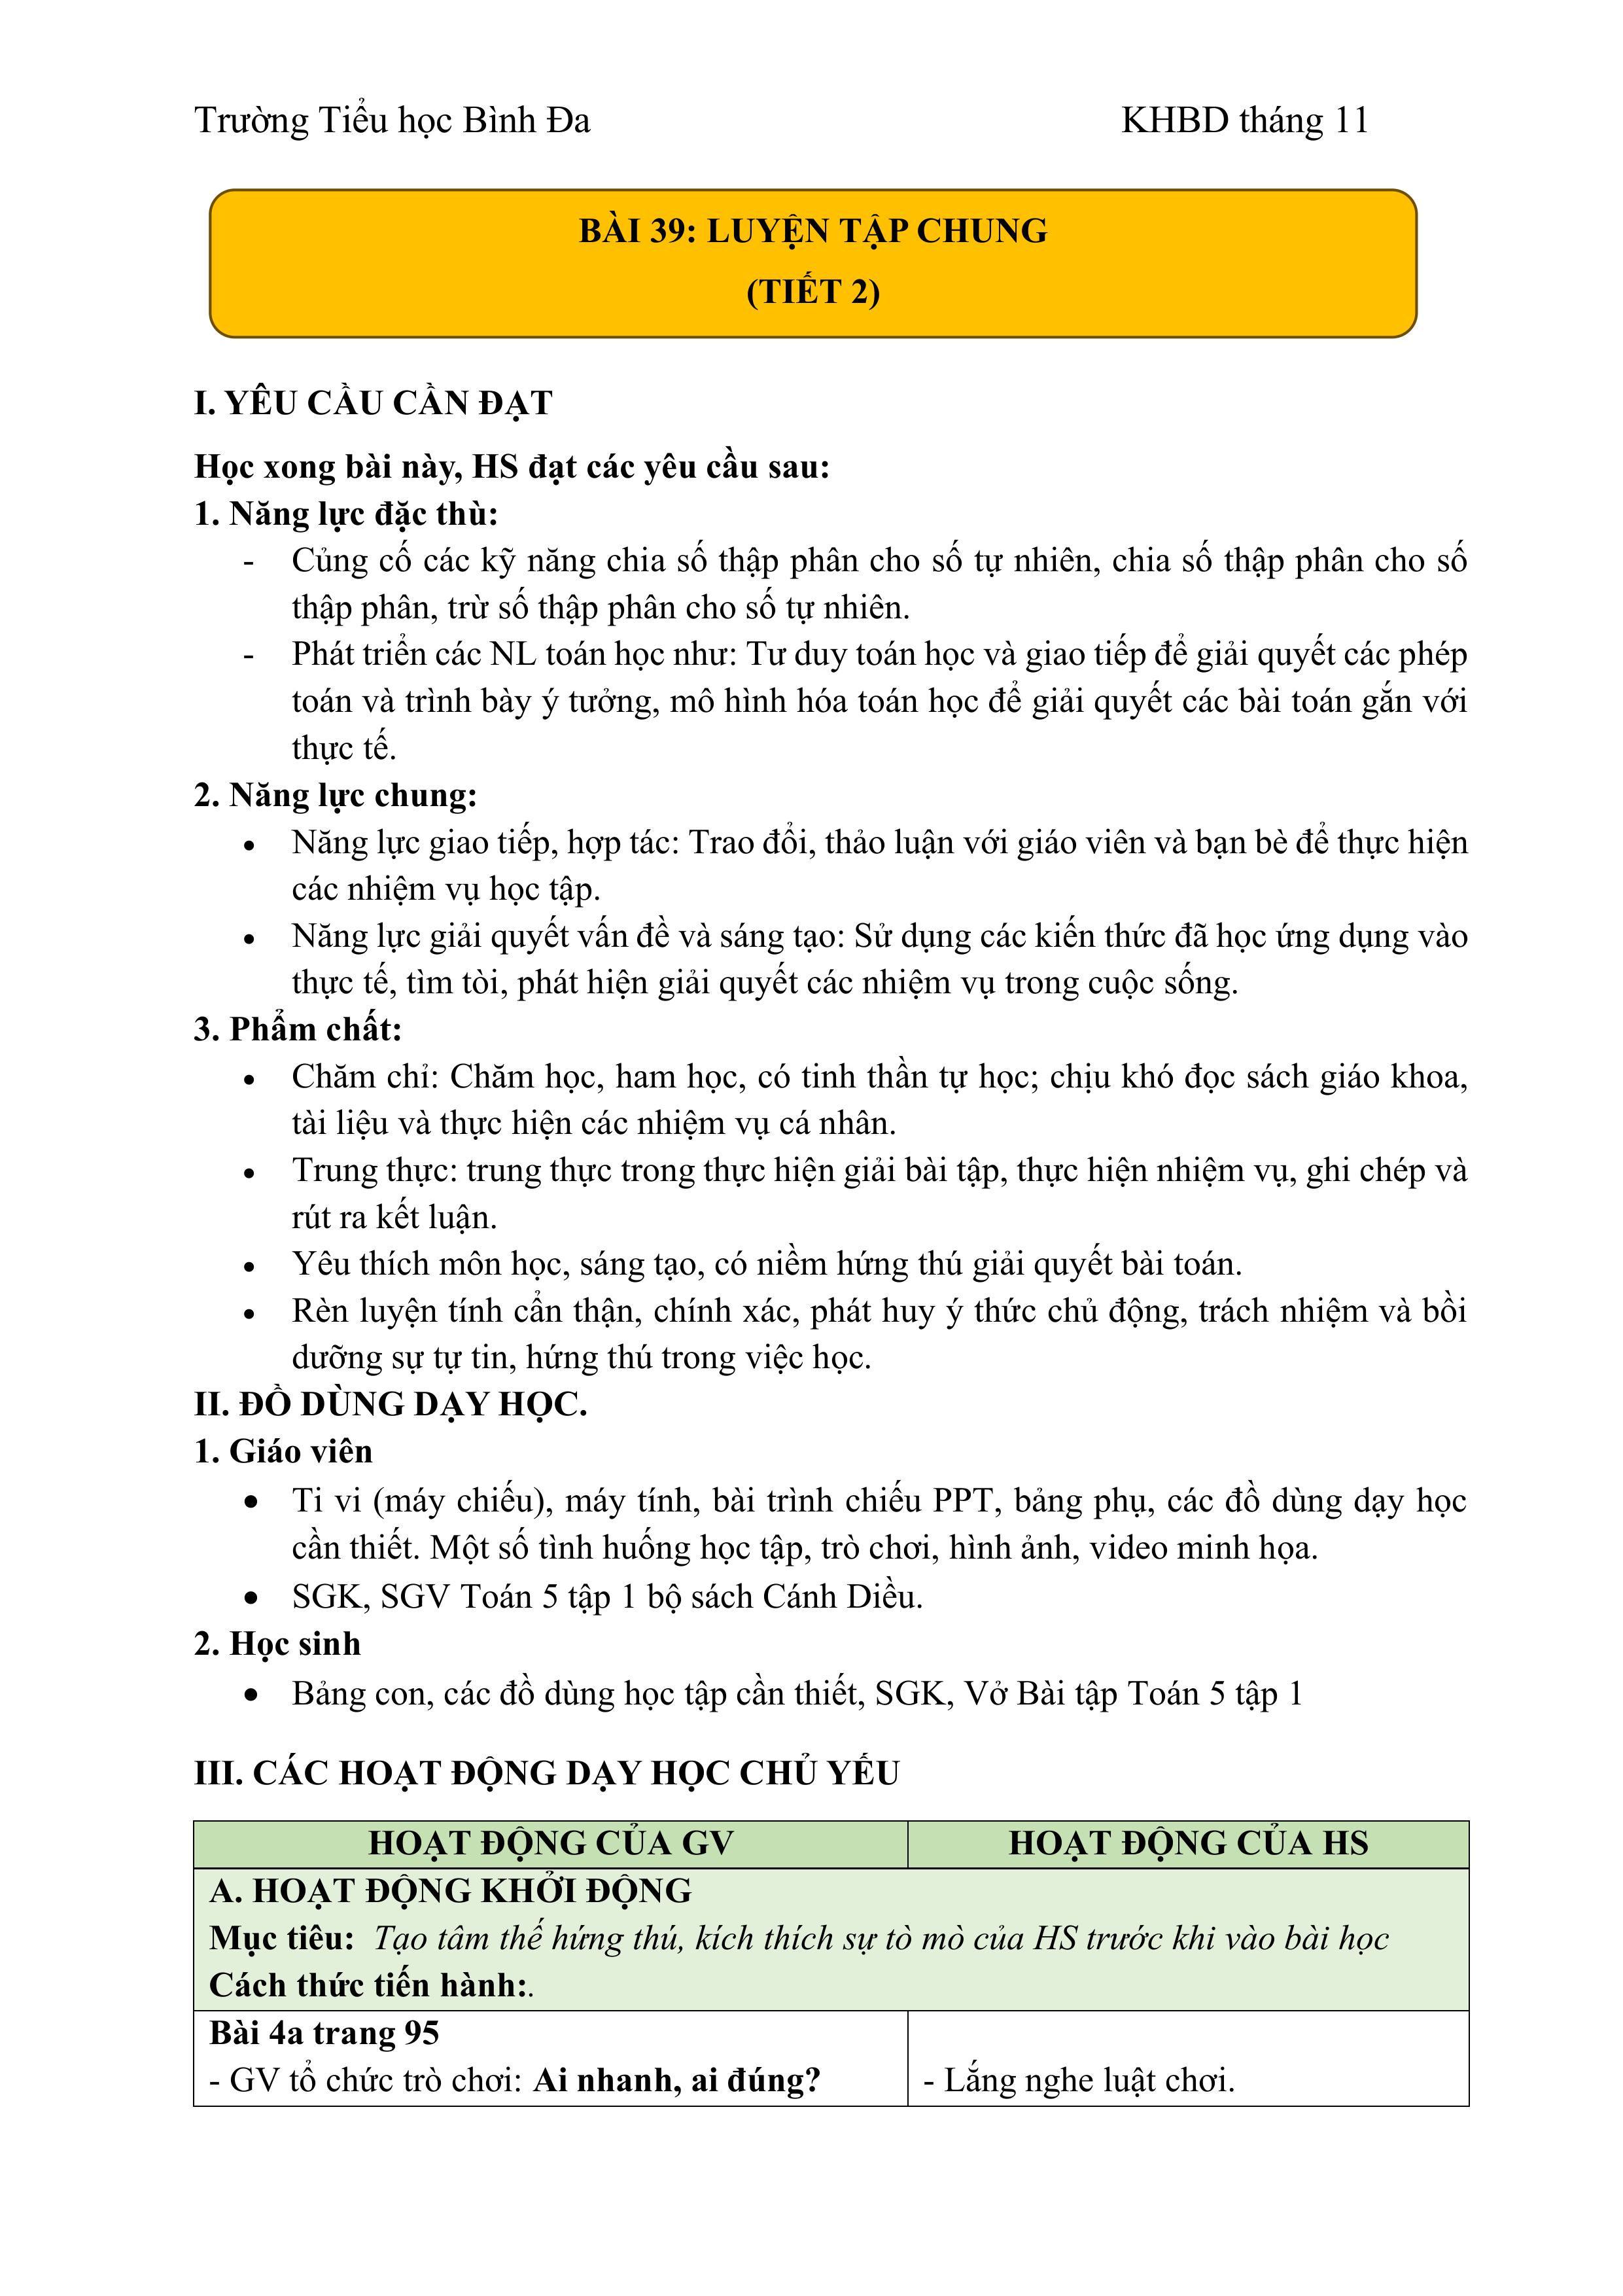 Trường Tiểu học Bình Đa KHBD tháng 11
BÀI 39: LUYỆN TẬP CHUNG
(TIẾT 2)
I. YÊU CẦU CẦN ĐẠT
Học xong bài này, HS đạt các yêu cầu sau:
1. Năng lực đặc thù:
- Củng cố các kỹ năng chia số thập phân cho số tự nhiên, chia số thập phân cho số
thập phân, trừ số thập phân cho số tự nhiên.
- Phát triển các NL toán học như: Tư duy toán học và giao tiếp để giải quyết các phép
toán và trình bày ý tưởng, mô hình hóa toán học để giải quyết các bài toán gắn với
thực tế.
2. Năng lực chung:
• Năng lực giao tiếp, hợp tác: Trao đổi, thảo luận với giáo viên và bạn bè để thực hiện
các nhiệm vụ học tập.
• Năng lực giải quyết vấn đề và sáng tạo: Sử dụng các kiến thức đã học ứng dụng vào
thực tế, tìm tòi, phát hiện giải quyết các nhiệm vụ trong cuộc sống.
3. Phẩm chất:
• Chăm chỉ: Chăm học, ham học, có tinh thần tự học; chịu khó đọc sách giáo khoa,
tài liệu và thực hiện các nhiệm vụ cá nhân.
• Trung thực: trung thực trong thực hiện giải bài tập, thực hiện nhiệm vụ, ghi chép và
rút ra kết luận.
• Yêu thích môn học, sáng tạo, có niềm hứng thú giải quyết bài toán.
• Rèn luyện tính cẩn thận, chính xác, phát huy ý thức chủ động, trách nhiệm và bồi
dưỡng sự tự tin, hứng thú trong việc học.
II. ĐỒ DÙNG DẠY HỌC.
1. Giáo viên
• Ti vi (máy chiếu), máy tính, bài trình chiếu PPT, bảng phụ, các đồ dùng dạy học
cần thiết. Một số tình huống học tập, trò chơi, hình ảnh, video minh họa.
• SGK, SGV Toán 5 tập 1 bộ sách Cánh Diều.
2. Học sinh
• Bảng con, các đồ dùng học tập cần thiết, SGK, Vở Bài tập Toán 5 tập 1
III. CÁC HOẠT ĐỘNG DẠY HỌC CHỦ YẾU
HOẠT ĐỘNG CỦA GV HOẠT ĐỘNG CỦA HS
A. HOẠT ĐỘNG KHỞI ĐỘNG
Mục tiêu: Tạo tâm thế hứng thú, kích thích sự tò mò của HS trước khi vào bài học
Cách thức tiến hành:.
Bài 4a trang 95
- GV tổ chức trò chơi: Ai nhanh, ai đúng? - Lắng nghe luật chơi.